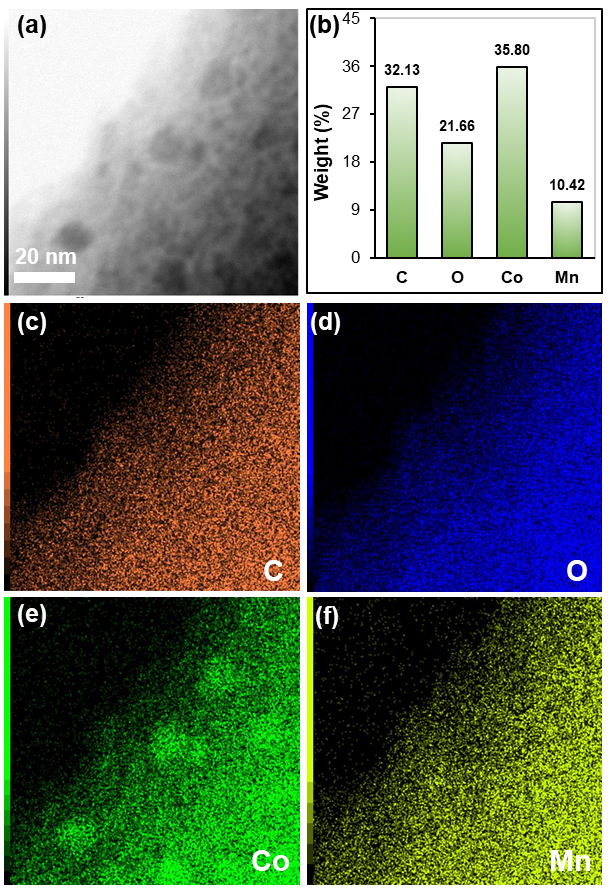 (a)
20 nm
(b)
Weight (%)
45
36
27
18
9
0
32.13
21.66
35.80
10.42
C O Co Mn
(c)
C
(d)
O
(e)
Co
(f)
Mn